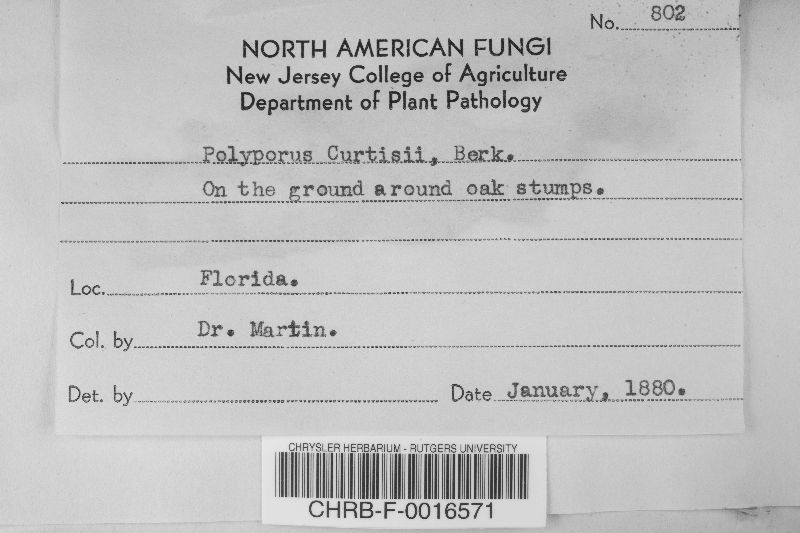 No. 802
NORTH AMERICAN FUNGI
New Jersey College of Agriculture
Department of Plant Pathology
Polyporus Curtisii, Berk.
On the ground around oak stumps.
Loc. Florida.
Col. by Dr. Martin.
Det. by
Date January, 1880.
CHRYSLER HERBARIUM - RUTGERS UNIVERSITY
CHRB-F-0016571